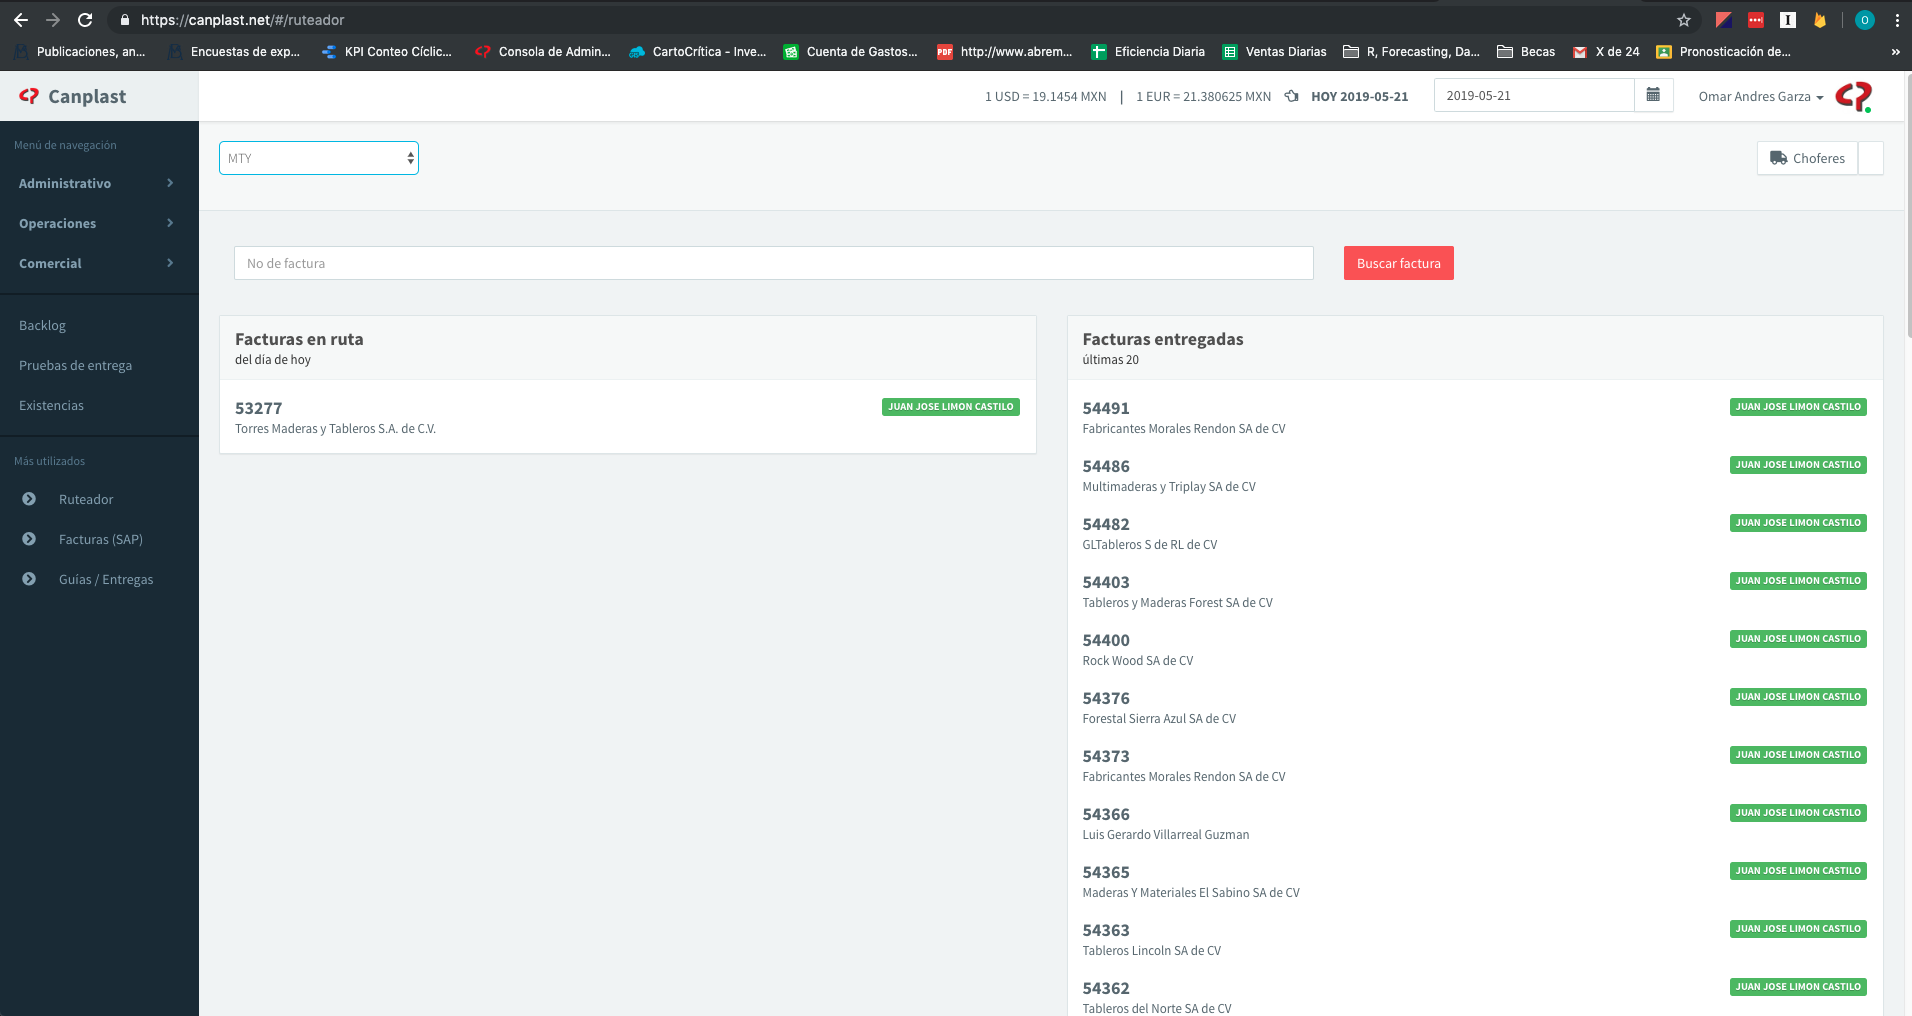 https://canplast.net/#/ruteador
Publicaciones, an...
Encuestas de exp...
KPI Conteo Cíclic...
Consola de Admin...
CartoCrítica - Inve...
Cuenta de Gastos...
PDF
http://www.abrem...
Eficiencia Diaria
Ventas Diarias
R, Forecasting, Da...
Becas
X de 24
Pronosticación de...
»
Canplast
1 USD = 19.1454 MXN | 1 EUR = 21.380625 MXN
HOY 2019-05-21
2019-05-21
Omar Andres Garza
Menú de navegación
Administrativo
Operaciones
Comercial
Backlog
Pruebas de entrega
Existencias
Más utilizados
Ruteador
Facturas (SAP)
Guías / Entregas
MTY
Choferes
No de factura
Buscar factura
Facturas en ruta
del día de hoy
53277
JUAN JOSE LIMON CASTILO
Torres Maderas y Tableros S.A. de C.V.
Facturas entregadas
últimas 20
54491
JUAN JOSE LIMON CASTILO
Fabricantes Morales Rendon SA de CV
54486
JUAN JOSE LIMON CASTILO
Multimaderas y Triplay SA de CV
54482
JUAN JOSE LIMON CASTILO
GLTableros S de RL de CV
54403
JUAN JOSE LIMON CASTILO
Tableros y Maderas Forest SA de CV
54400
JUAN JOSE LIMON CASTILO
Rock Wood SA de CV
54376
JUAN JOSE LIMON CASTILO
Forestal Sierra Azul SA de CV
54373
JUAN JOSE LIMON CASTILO
Fabricantes Morales Rendon SA de CV
54366
JUAN JOSE LIMON CASTILO
Luis Gerardo Villarreal Guzman
54365
JUAN JOSE LIMON CASTILO
Maderas Y Materiales El Sabino SA de CV
54363
JUAN JOSE LIMON CASTILO
Tableros Lincoln SA de CV
54362
JUAN JOSE LIMON CASTILO
Tableros del Norte SA de CV